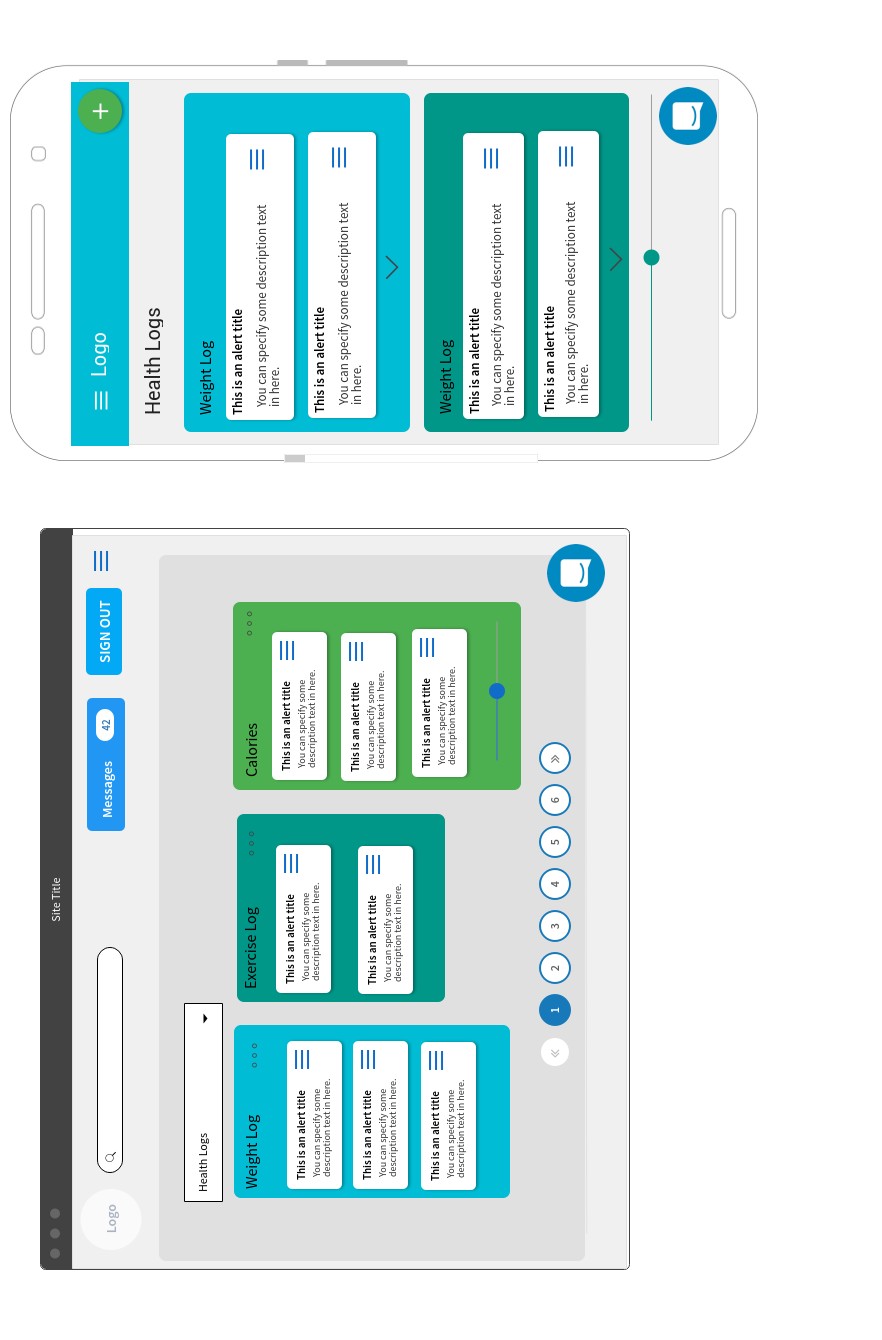 Site Title
Logo
Messages
42
SIGN OUT
Health Logs
Weight Log
This is an alert title
You can specify some
description text in here.
This is an alert title
You can specify some
description text in here.
This is an alert title
You can specify some
description text in here.
Exercise Log
This is an alert title
You can specify some
description text in here.
This is an alert title
You can specify some
description text in here.
Calories
This is an alert title
You can specify some
description text in here.
This is an alert title
You can specify some
description text in here.
This is an alert title
You can specify some
description text in here.
«
1
2
3
4
5
6
»
Logo
+
Health Logs
Weight Log
This is an alert title
You can specify some description text
in here.
This is an alert title
You can specify some description text
in here.
Weight Log
This is an alert title
You can specify some description text
in here.
This is an alert title
You can specify some description text
in here.